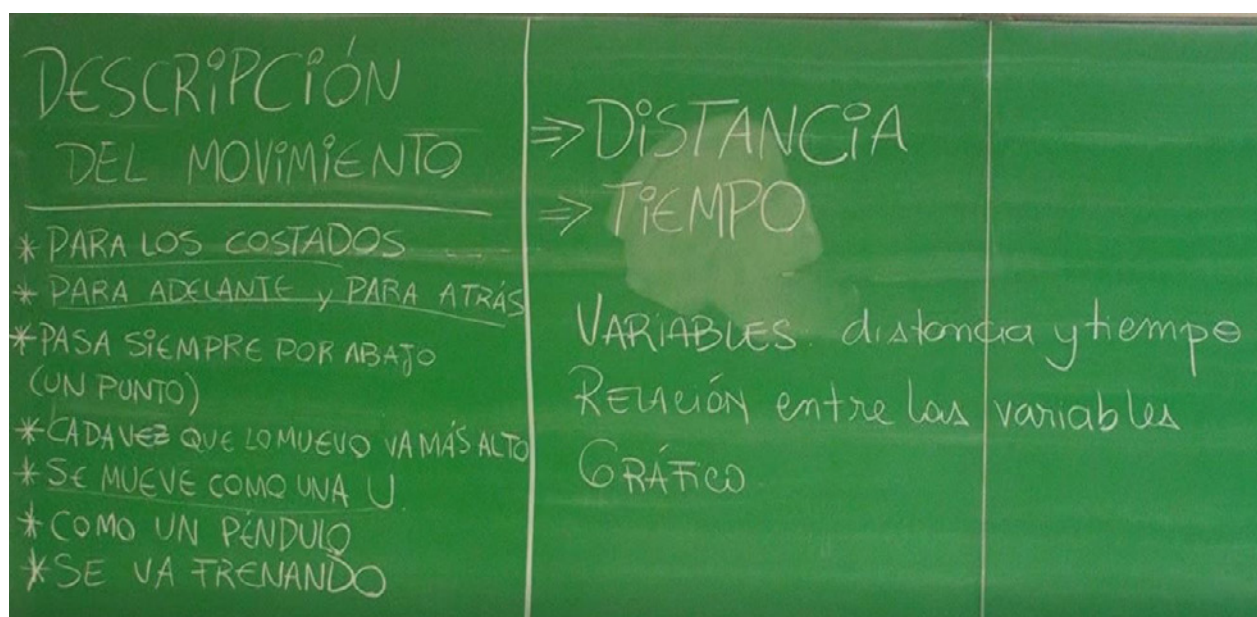 DESCRIPCIÓN
DEL MOVIMIENTO
* PARA LOS COSTADOS
* PARA ADELANTE y PARA ATRÁS
* PASA SIEMPRE POR ABAJO
(UN PUNTO)
* CADA VEZ QUE LO MUEVO VA MÁS ALTO
* SE MUEVE COMO UNA U.
* COMO UN PÉNDULO
* SE VA FRENANDO
⇒ DISTANCIA
⇒ TIEMPO
VARIABLES: distancia y tiempo
RELACIÓN entre las variables
GRÁFICO